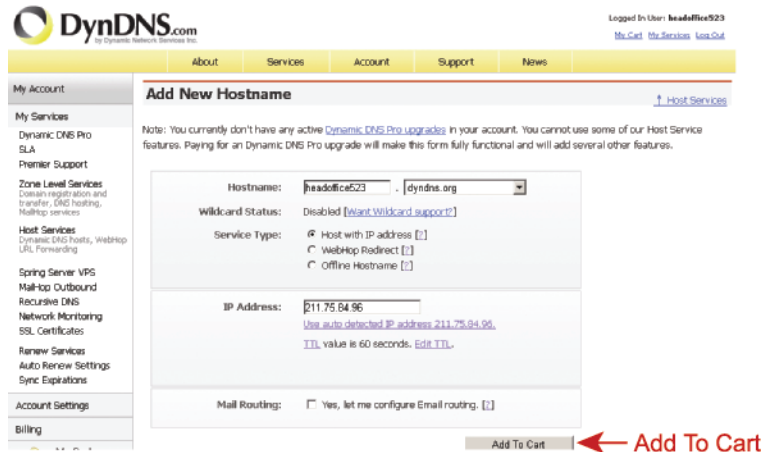 DynDNS.com
by Dynamic Network Services Inc.
Logged In User: headoffice523
My Cart My Services Log Out
About Services Account Support News
My Account
My Services
Dynamic DNS Pro
SLA
Premier Support
Zone Level Services
Domain registration and
transfer, DNS hosting,
MailHop services
Host Services
Dynamic DNS hosts, WebHop
URL Forwarding
Spring Server VPS
MailHop Outbound
Recursive DNS
Network Monitoring
SSL Certificates
Renew Services
Auto Renew Settings
Sync Expirations
Account Settings
Billing
Add New Hostname
↑ Host Services
Note: You currently don't have any active Dynamic DNS Pro upgrades in your account. You cannot use some of our Host Service
features. Paying for an Dynamic DNS Pro upgrade will make this form fully functional and will add several other features.
Hostname: headoffice523 . dyndns.org
Wildcard Status: Disabled [Want Wildcard support?]
Service Type: Host with IP address [?]
WebHop Redirect [?]
Offline Hostname [?]
IP Address: 211.75.84.96
Use auto detected IP address 211.75.84.96.
TTL value is 60 seconds. Edit TTL.
Mail Routing: Yes, let me configure Email routing. [?]
Add To Cart
Add To Cart